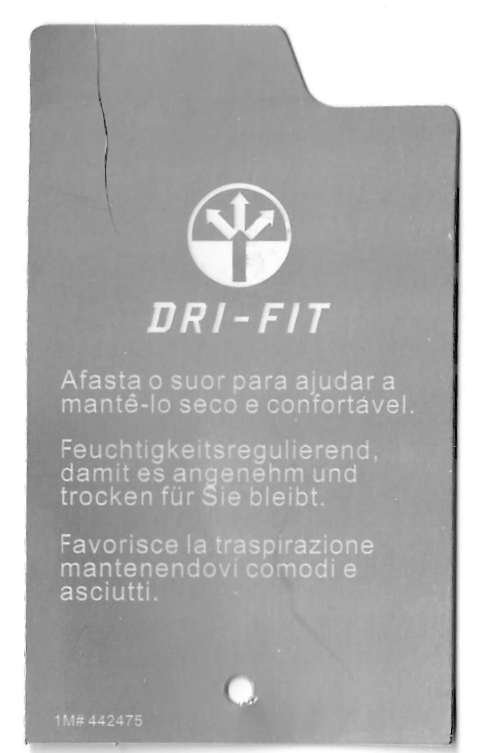 DRI-FIT
Afasta o suor para ajudar a
mantê-lo seco e confortável.
Feuchtigkeitsregulierend,
damit es angenehm und
trocken für Sie bleibt.
Favorisce la traspirazione
mantenendovi comodi e
asciutti.
1M# 442475